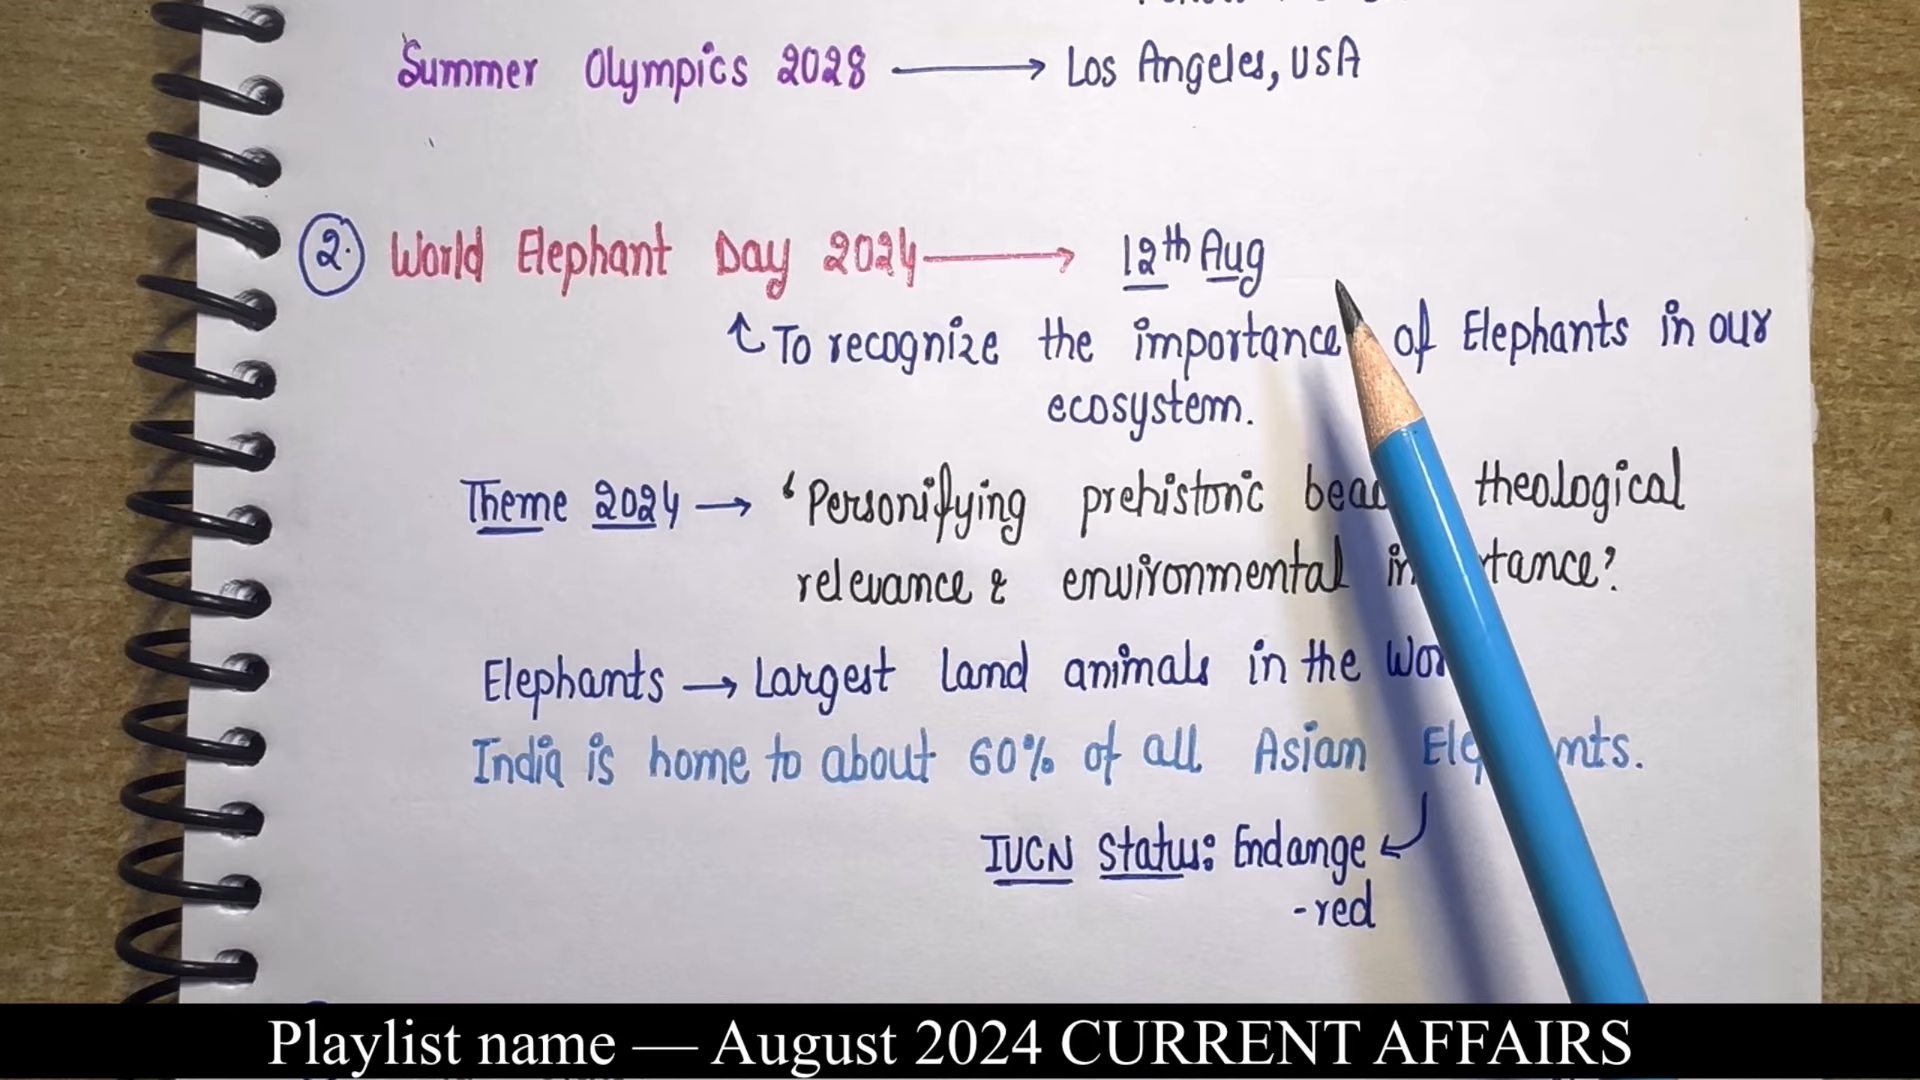 Summer Olympics 2028 → Los Angeles, USA
2. World Elephant Day 2024 → 12th Aug
To recognize the importance of Elephants in our
ecosystem.
Theme 2024 → 'Personifying prehistoric theological
relevance & environmental
Elephants → Largest land animals in the
India is home to about 60% of all Asian
IUCN Status: Endange
-red
Playlist name — August 2024 CURRENT AFFAIRS